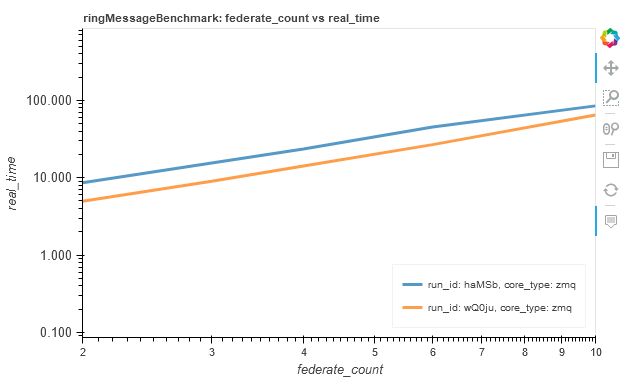 ringMessageBenchmark: federate_count vs real_time
100.000
10.000
1.000
0.100
real_time
run_id: haMSb, core_type: zmq
run_id: wQ0ju, core_type: zmq
2 3 4 5 6 7 8 9 10
federate_count